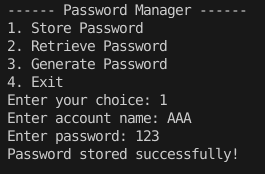 ------ Password Manager ------
1. Store Password
2. Retrieve Password
3. Generate Password
4. Exit
Enter your choice: 1
Enter account name: AAA
Enter password: 123
Password stored successfully!